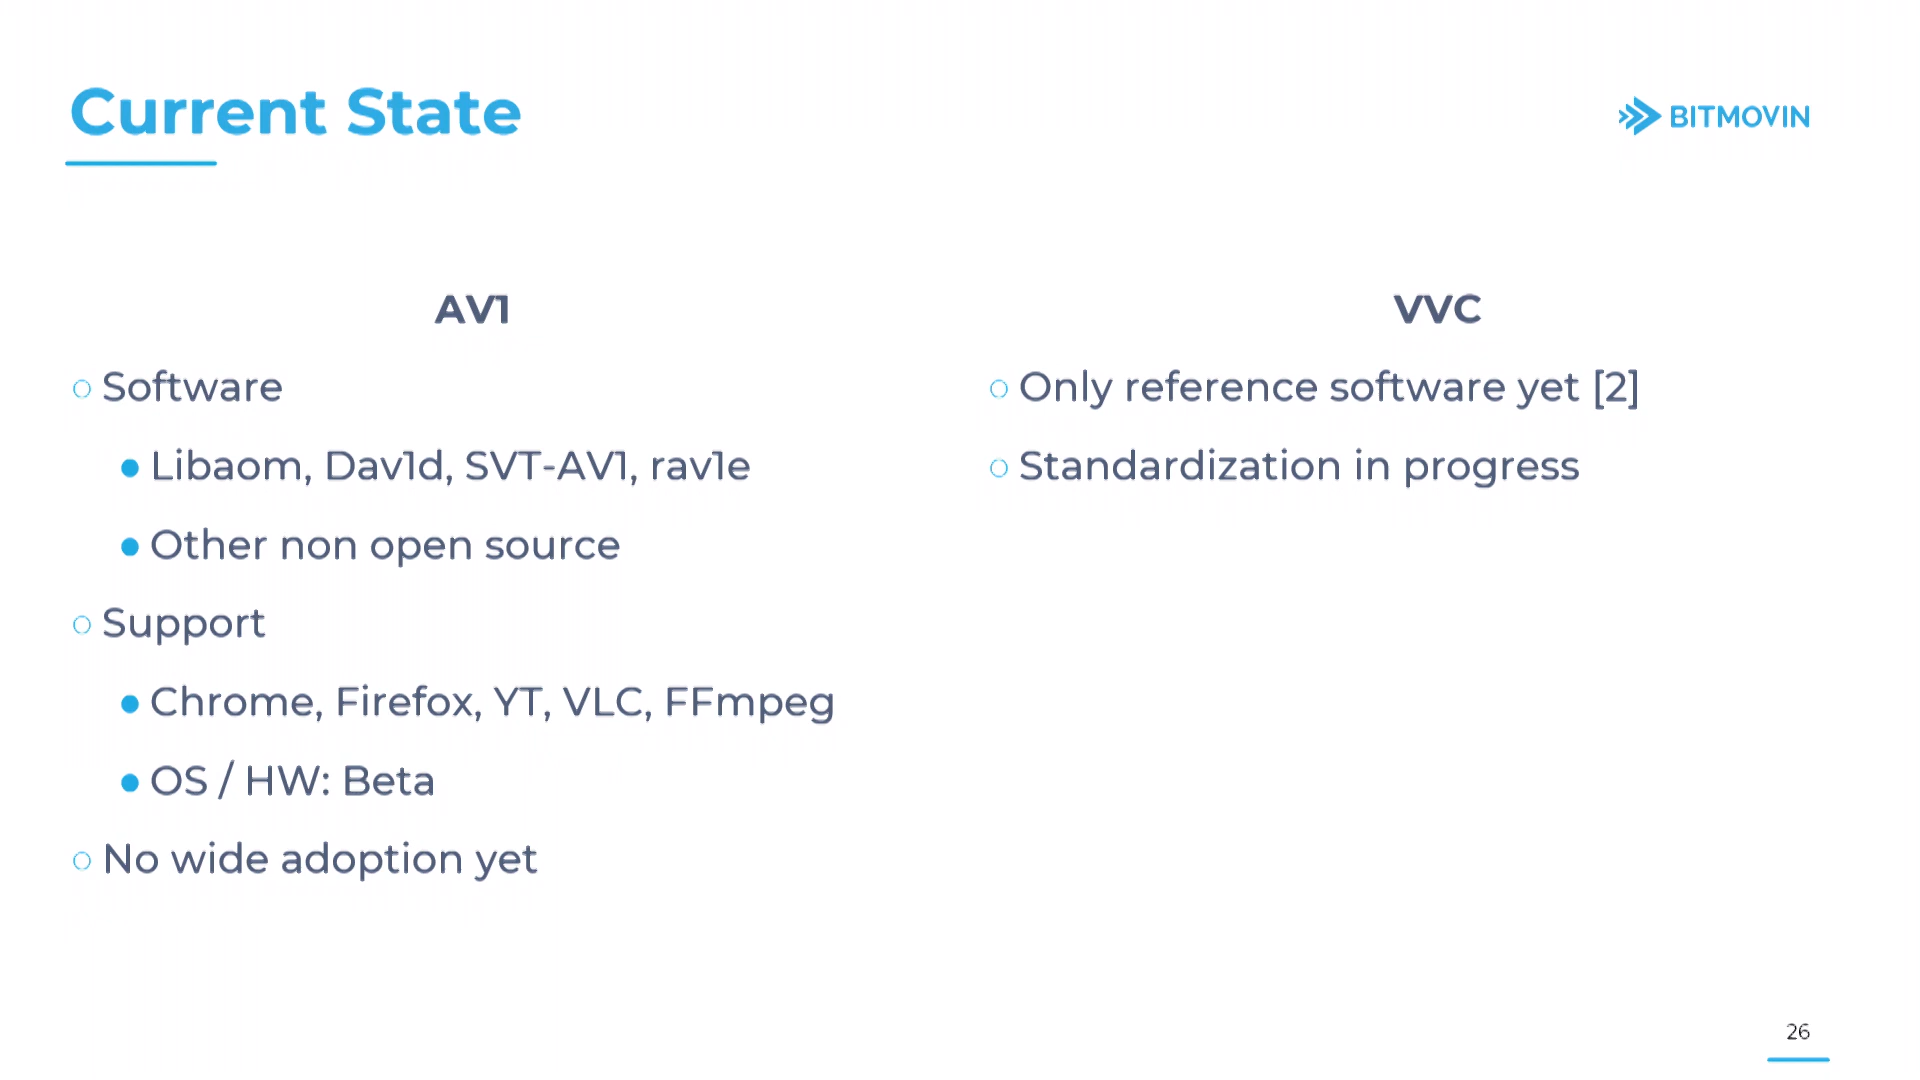 Current State
BITMOVIN
AV1
Software
Libaom, Dav1d, SVT-AV1, rav1e
Other non open source
Support
Chrome, Firefox, YT, VLC, FFmpeg
OS / HW: Beta
No wide adoption yet
VVC
Only reference software yet [2]
Standardization in progress
26